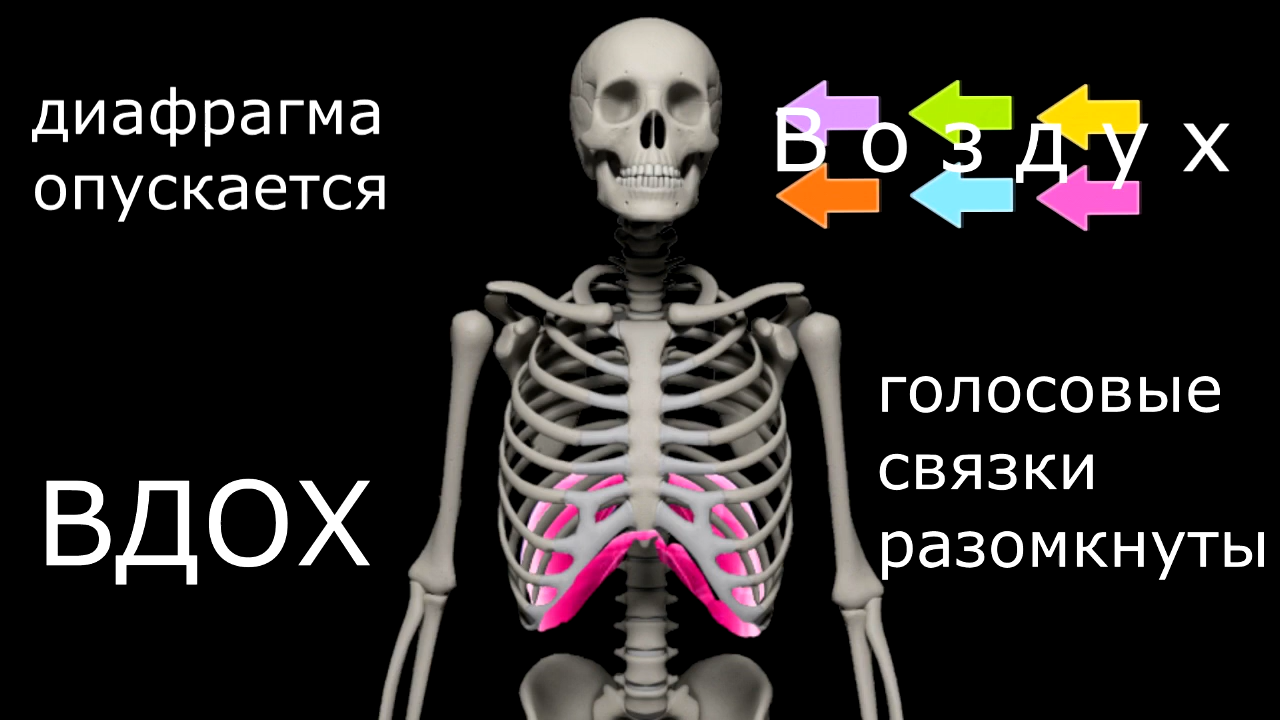 диафрагма
опускается
В о з д у х
ВДОХ
голосовые
связки
разомкнуты